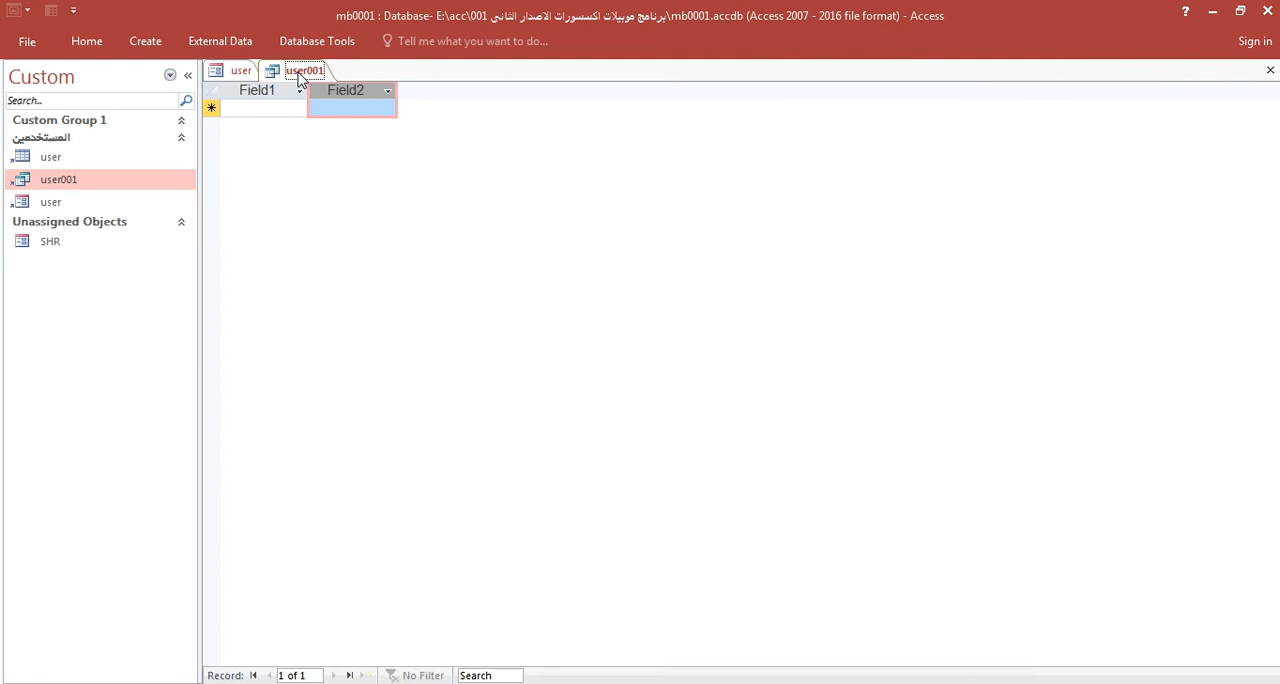 mb0001 : Database- E:\acc\001 برنامج موبيلات اكسسورات الاصدار الثانى\mb0001.accdb (Access 2007 - 2016 file format) - Access
?
File Home Create External Data Database Tools Tell me what you want to do... Sign in
Custom
Search...
Custom Group 1
المستخدمين
user
user001
user
Unassigned Objects
SHR
user user001
Field1 Field2
Record: 1 of 1 No Filter Search